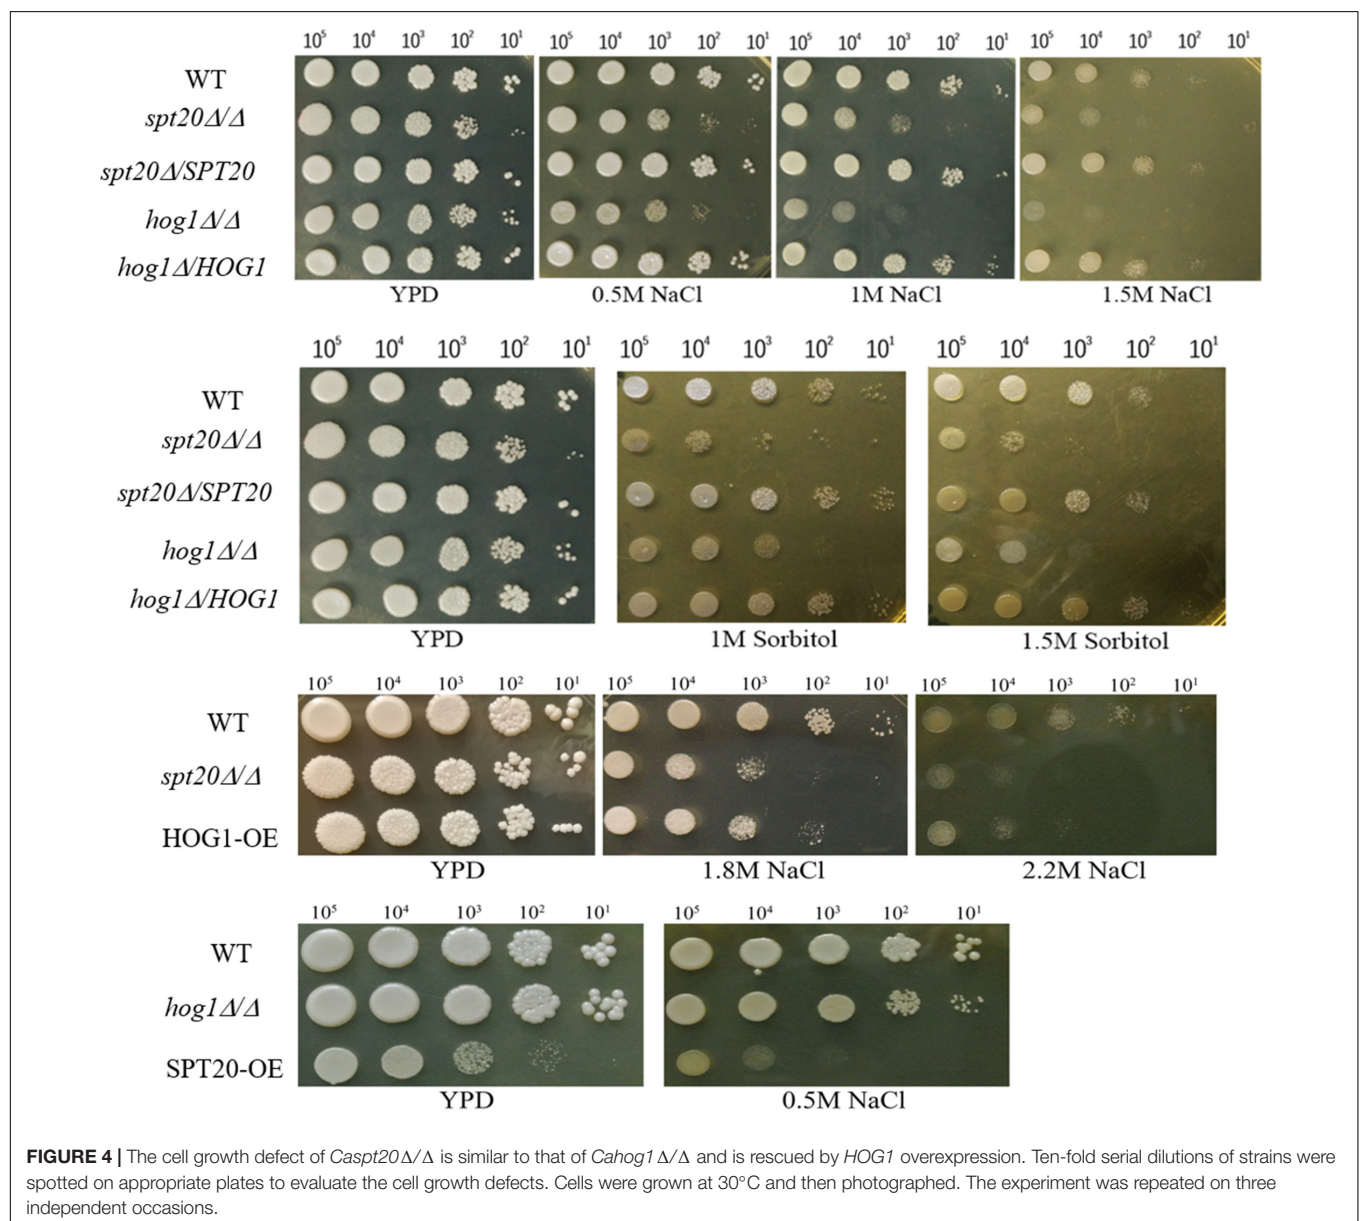 10⁵ 10⁴ 10³ 10² 10¹ 10⁵ 10⁴ 10³ 10² 10¹ 10⁵ 10⁴ 10³ 10² 10¹ 10⁵ 10⁴ 10³ 10² 10¹
WT
spt20Δ/Δ
spt20Δ/SPT20
hog1Δ/Δ
hog1Δ/HOG1
YPD 0.5M NaCl 1M NaCl 1.5M NaCl
10⁵ 10⁴ 10³ 10² 10¹ 10⁵ 10⁴ 10³ 10² 10¹ 10⁵ 10⁴ 10³ 10² 10¹
WT
spt20Δ/Δ
spt20Δ/SPT20
hog1Δ/Δ
hog1Δ/HOG1
YPD 1M Sorbitol 1.5M Sorbitol
10⁵ 10⁴ 10³ 10² 10¹ 10⁵ 10⁴ 10³ 10² 10¹ 10⁵ 10⁴ 10³ 10² 10¹
WT
spt20Δ/Δ
HOG1-OE
YPD 1.8M NaCl 2.2M NaCl
10⁵ 10⁴ 10³ 10² 10¹ 10⁵ 10⁴ 10³ 10² 10¹
WT
hog1Δ/Δ
SPT20-OE
YPD 0.5M NaCl
FIGURE 4 | The cell growth defect of Caspt20Δ/Δ is similar to that of Cahog1Δ/Δ and is rescued by HOG1 overexpression. Ten-fold serial dilutions of strains were
spotted on appropriate plates to evaluate the cell growth defects. Cells were grown at 30°C and then photographed. The experiment was repeated on three
independent occasions.